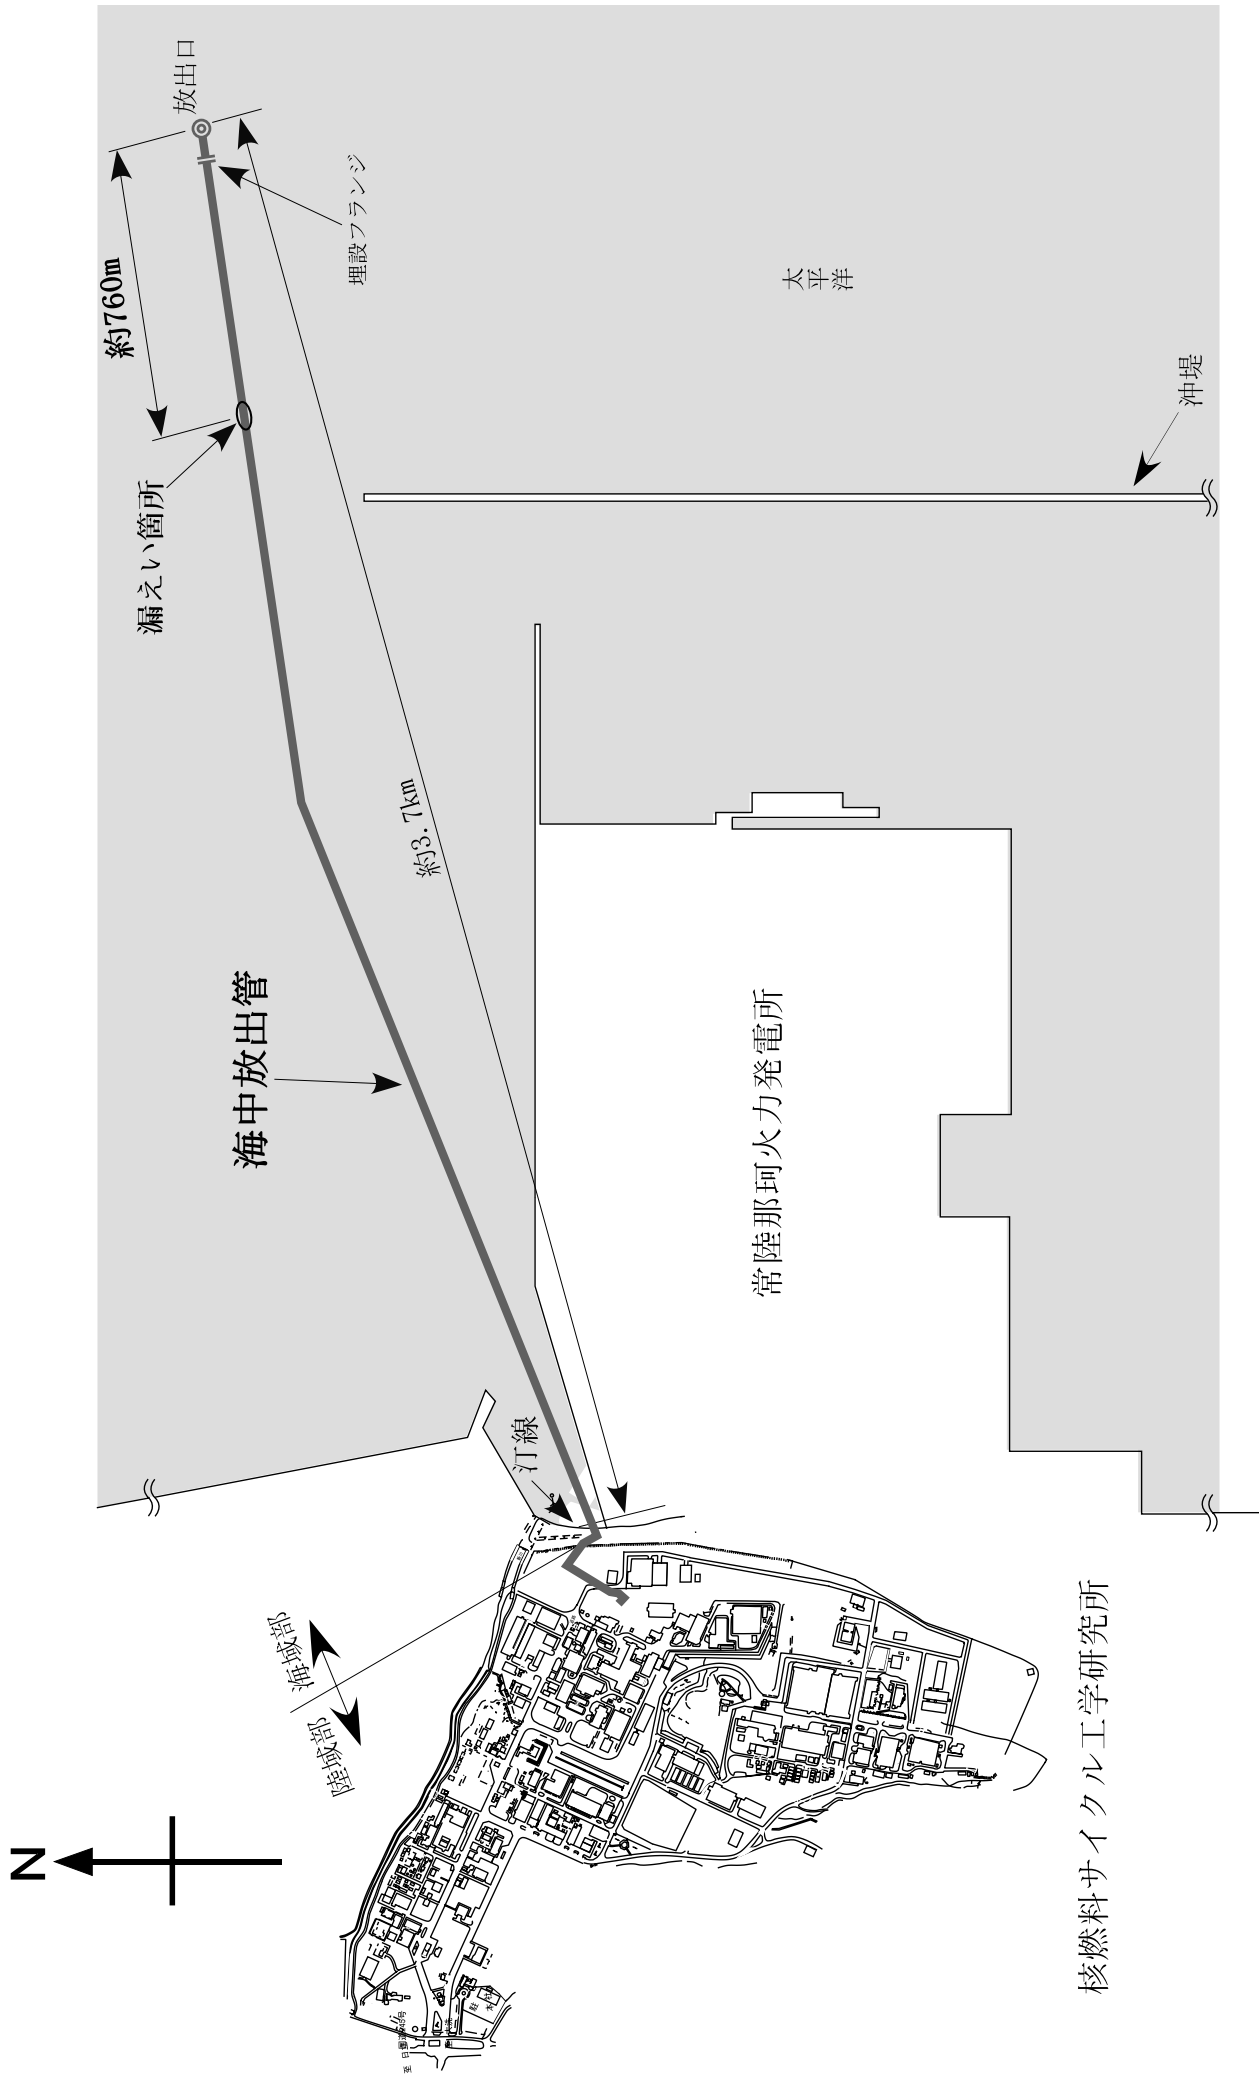 N
陸域部
海域部
汀線
海中放出管
漏えい箇所
約760m
放出口
埋設フランジ
約3.7km
太平洋
沖堤
常陸那珂火力発電所
核燃料サイクル工学研究所